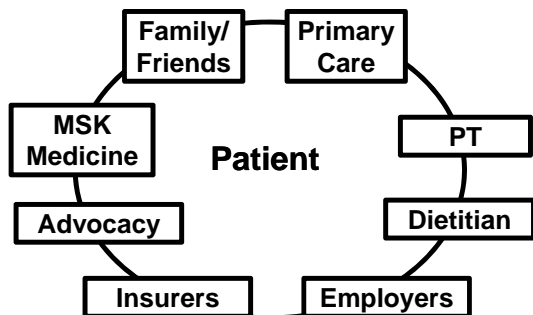 Family/
Friends
Primary
Care
MSK
Medicine
Patient
PT
Advocacy
Dietitian
Insurers
Employers